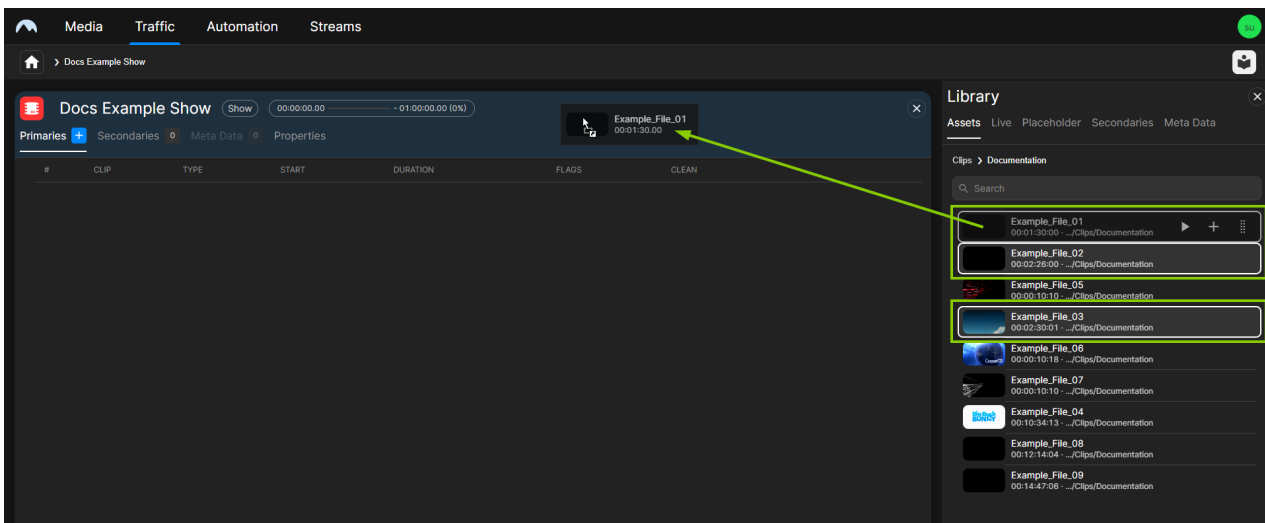 Media Traffic Automation Streams
SU
Docs Example Show
Docs Example Show Show 00:00:00.00 - 01:00:00.00 (0%)
Primaries + Secondaries 0 Meta Data 0 Properties
# CLIP TYPE START DURATION FLAGS CLEAN
Example_File_01
00:01:30.00
Library
Assets Live Placeholder Secondaries Meta Data
Clips Documentation
Search
Example_File_01
00:01:30:00 - .../Clips/Documentation
Example_File_02
00:02:26:00 - .../Clips/Documentation
Example_File_05
00:00:10:10 - .../Clips/Documentation
Example_File_03
00:02:30:01 - .../Clips/Documentation
Example_File_06
00:00:10:18 - .../Clips/Documentation
Example_File_07
00:00:10:10 - .../Clips/Documentation
Example_File_04
00:10:34:13 - .../Clips/Documentation
Example_File_08
00:12:14:04 - .../Clips/Documentation
Example_File_09
00:14:47:06 - .../Clips/Documentation